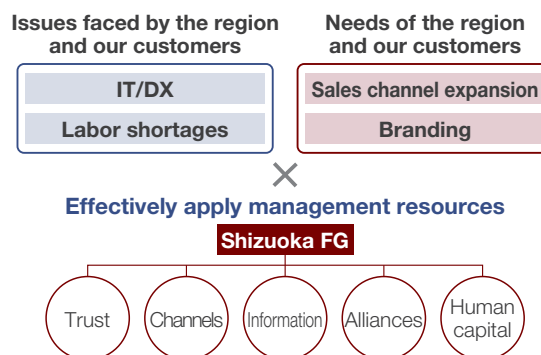 Issues faced by the region
and our customers
IT/DX
Labor shortages
Needs of the region
and our customers
Sales channel expansion
Branding
Effectively apply management resources
Shizuoka FG
Trust
Channels
Information
Alliances
Human
capital